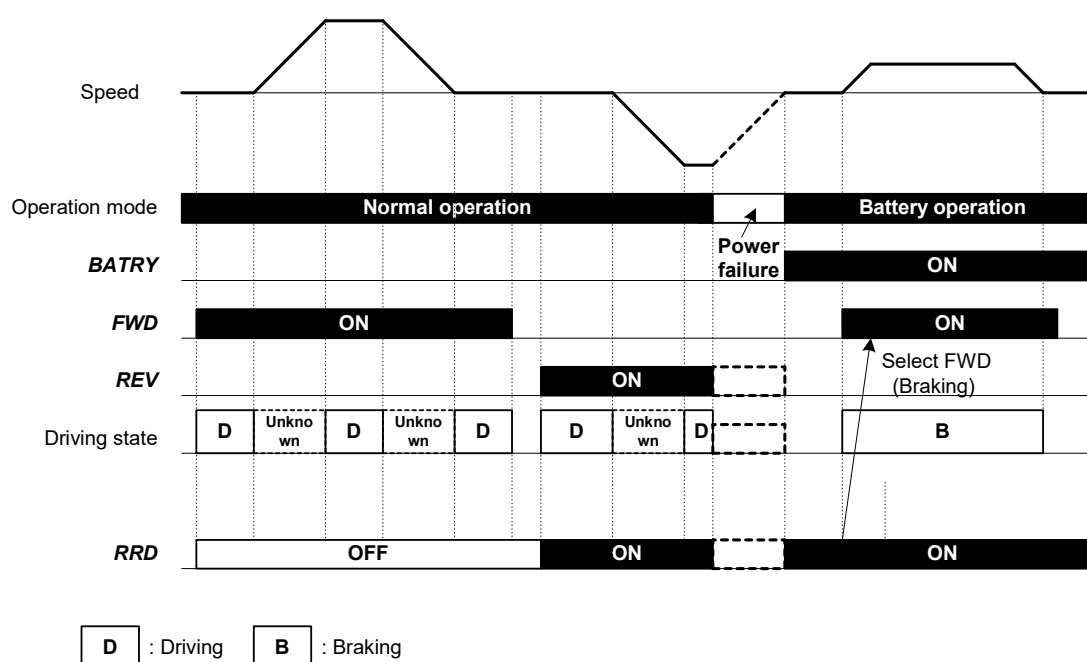 Speed
Operation mode
Normal operation
Battery operation
Power
failure
BATRY
ON
FWD
ON
ON
Select FWD
(Braking)
REV
ON
Driving state
D
Unkno
wn
D
Unkno
wn
D
D
Unkno
wn
D
B
RRD
OFF
ON
ON
D : Driving
B : Braking